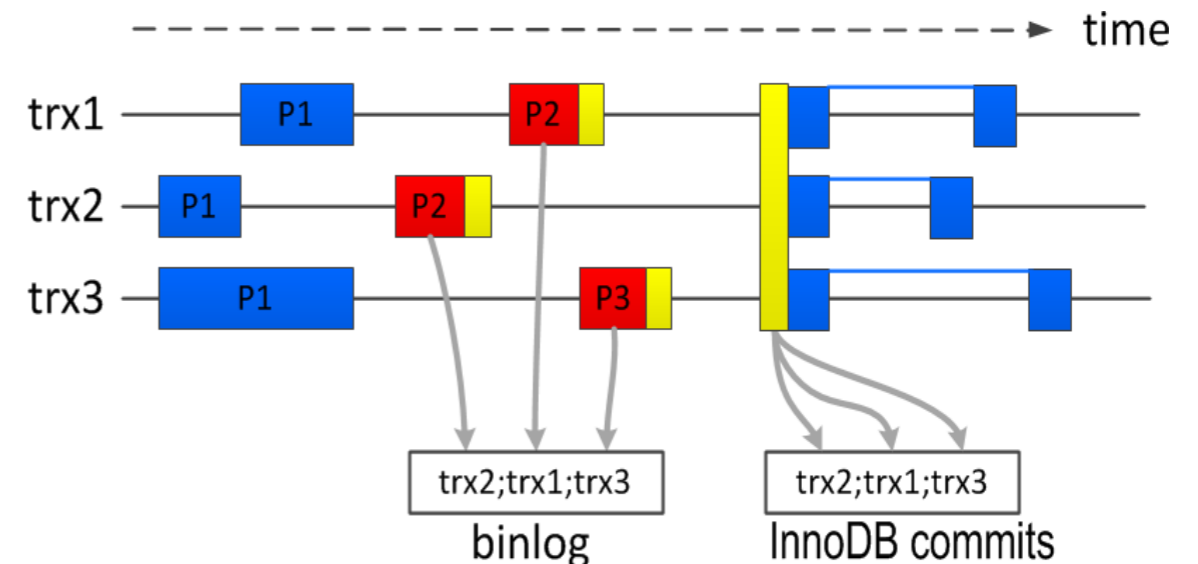 time
trx1 P1 P2
trx2 P1 P2
trx3 P1 P3
trx2;trx1;trx3 trx2;trx1;trx3
binlog InnoDB commits